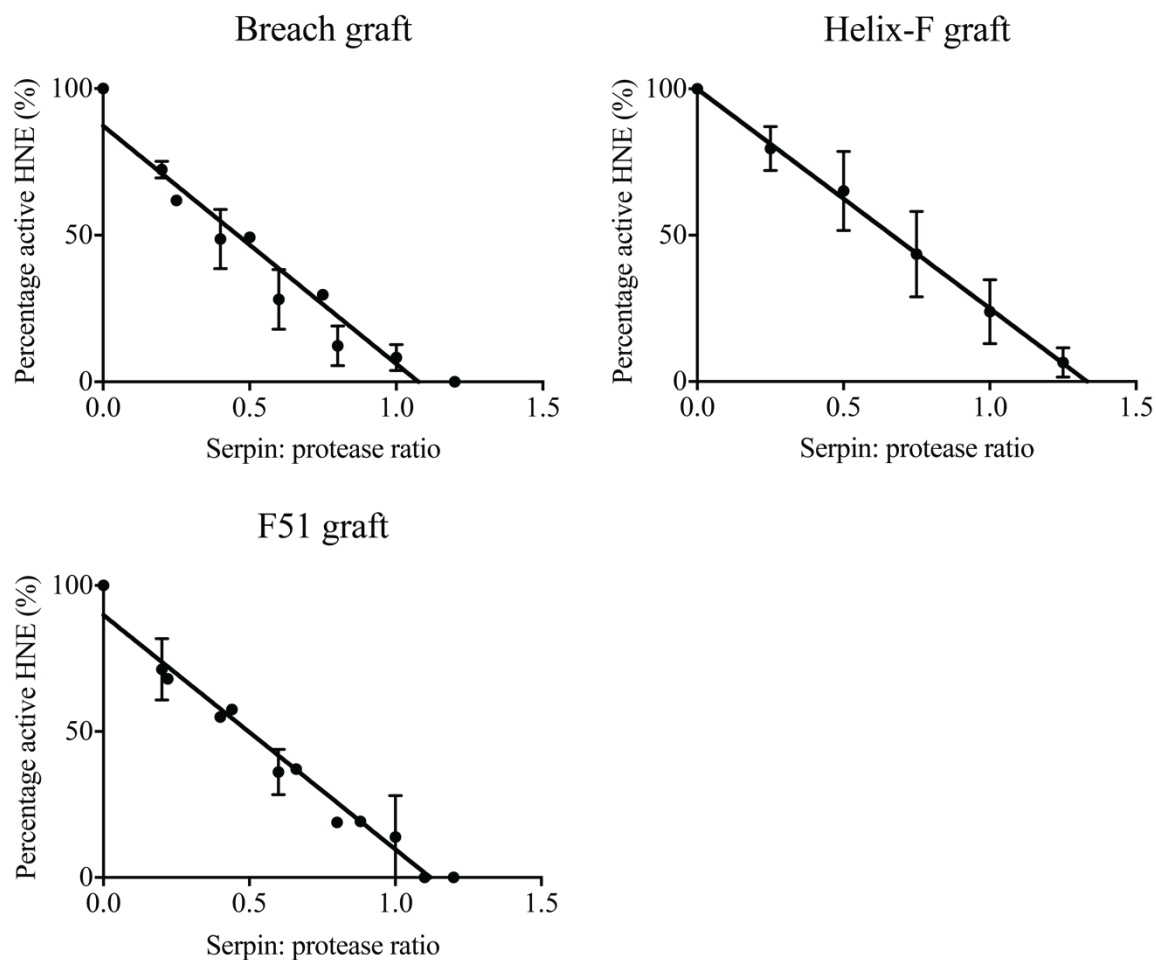 Breach graft
Percentage active HNE (%)
100
50
0
0.0 0.5 1.0 1.5
Serpin: protease ratio
Helix-F graft
Percentage active HNE (%)
100
50
0
0.0 0.5 1.0 1.5
Serpin: protease ratio
F51 graft
Percentage active HNE (%)
100
50
0
0.0 0.5 1.0 1.5
Serpin: protease ratio